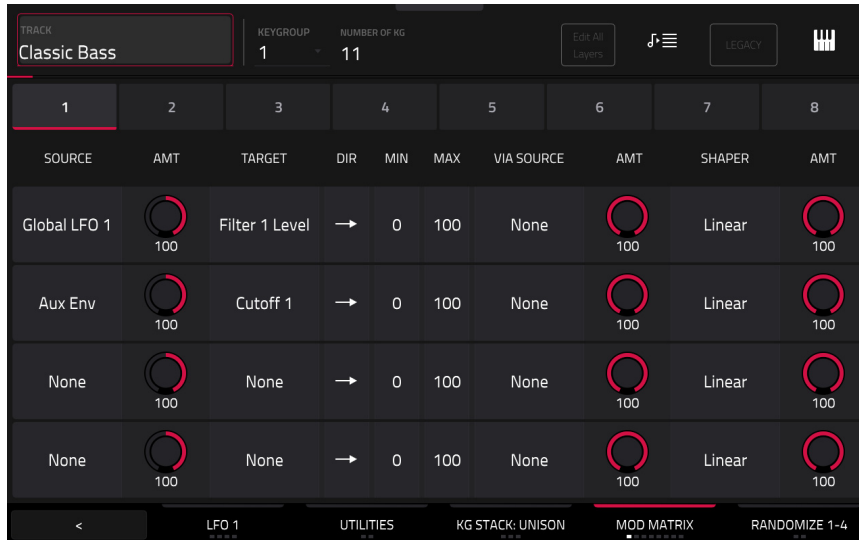 TRACK
Classic Bass
KEYGROUP
1
NUMBER OF KG
11
Edit All
Layers
LEGACY
1 2 3 4 5 6 7 8
SOURCE AMT TARGET DIR MIN MAX VIA SOURCE AMT SHAPER AMT
Global LFO 1 100 Filter 1 Level → 0 100 None 100 Linear 100
Aux Env 100 Cutoff 1 → 0 100 None 100 Linear 100
None 100 None → 0 100 None 100 Linear 100
None 100 None → 0 100 None 100 Linear 100
< LFO 1 UTILITIES KG STACK: UNISON MOD MATRIX RANDOMIZE 1-4